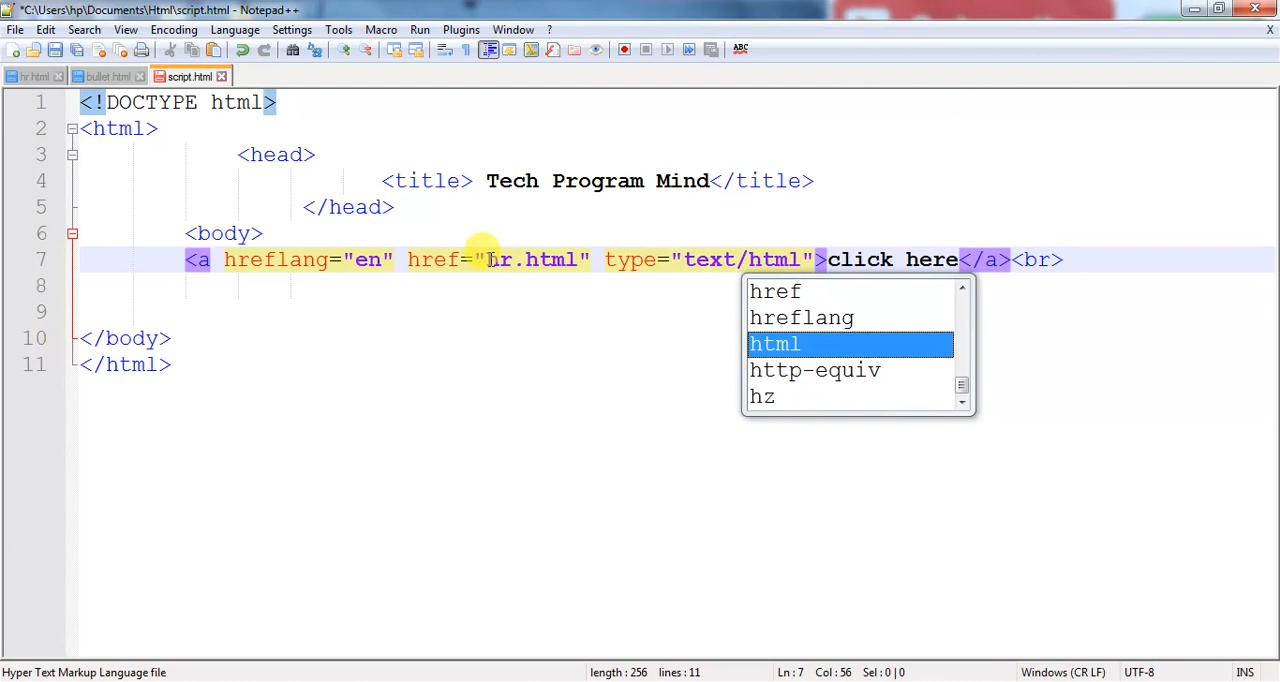 *C:\Users\hp\Documents\Html\script.html - Notepad++
File Edit Search View Encoding Language Settings Tools Macro Run Plugins Window ? X
ABC
hr.html bullet.html script.html
1 <!DOCTYPE html>
2 <html>
3 <head>
4 <title> Tech Program Mind</title>
5 </head>
6 <body>
7 <a hreflang="en" href="hr.html" type="text/html">click here</a><br>
8
9
10 </body>
11 </html>
href
hreflang
html
http-equiv
hz
Hyper Text Markup Language file length : 256 lines : 11 Ln : 7 Col : 56 Sel : 0 | 0 Windows (CR LF) UTF-8 INS